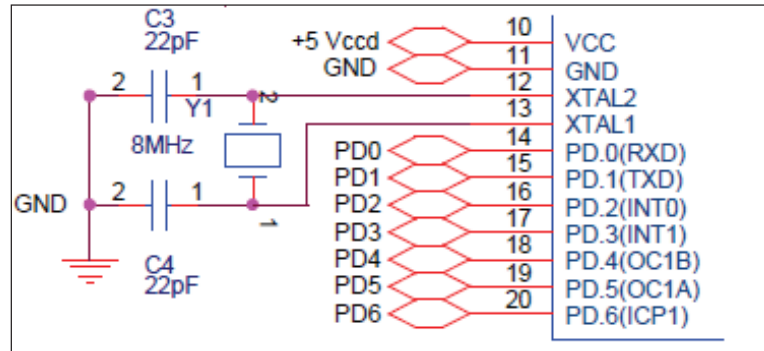 C3
22pF
2 1
Y1
8MHz
2
1
GND
2 1
C4
22pF
+5 Vccd 10 VCC
GND 11 GND
12 XTAL2
13 XTAL1
PD0 14 PD.0(RXD)
PD1 15 PD.1(TXD)
PD2 16 PD.2(INT0)
PD3 17 PD.3(INT1)
PD4 18 PD.4(OC1B)
PD5 19 PD.5(OC1A)
PD6 20 PD.6(ICP1)